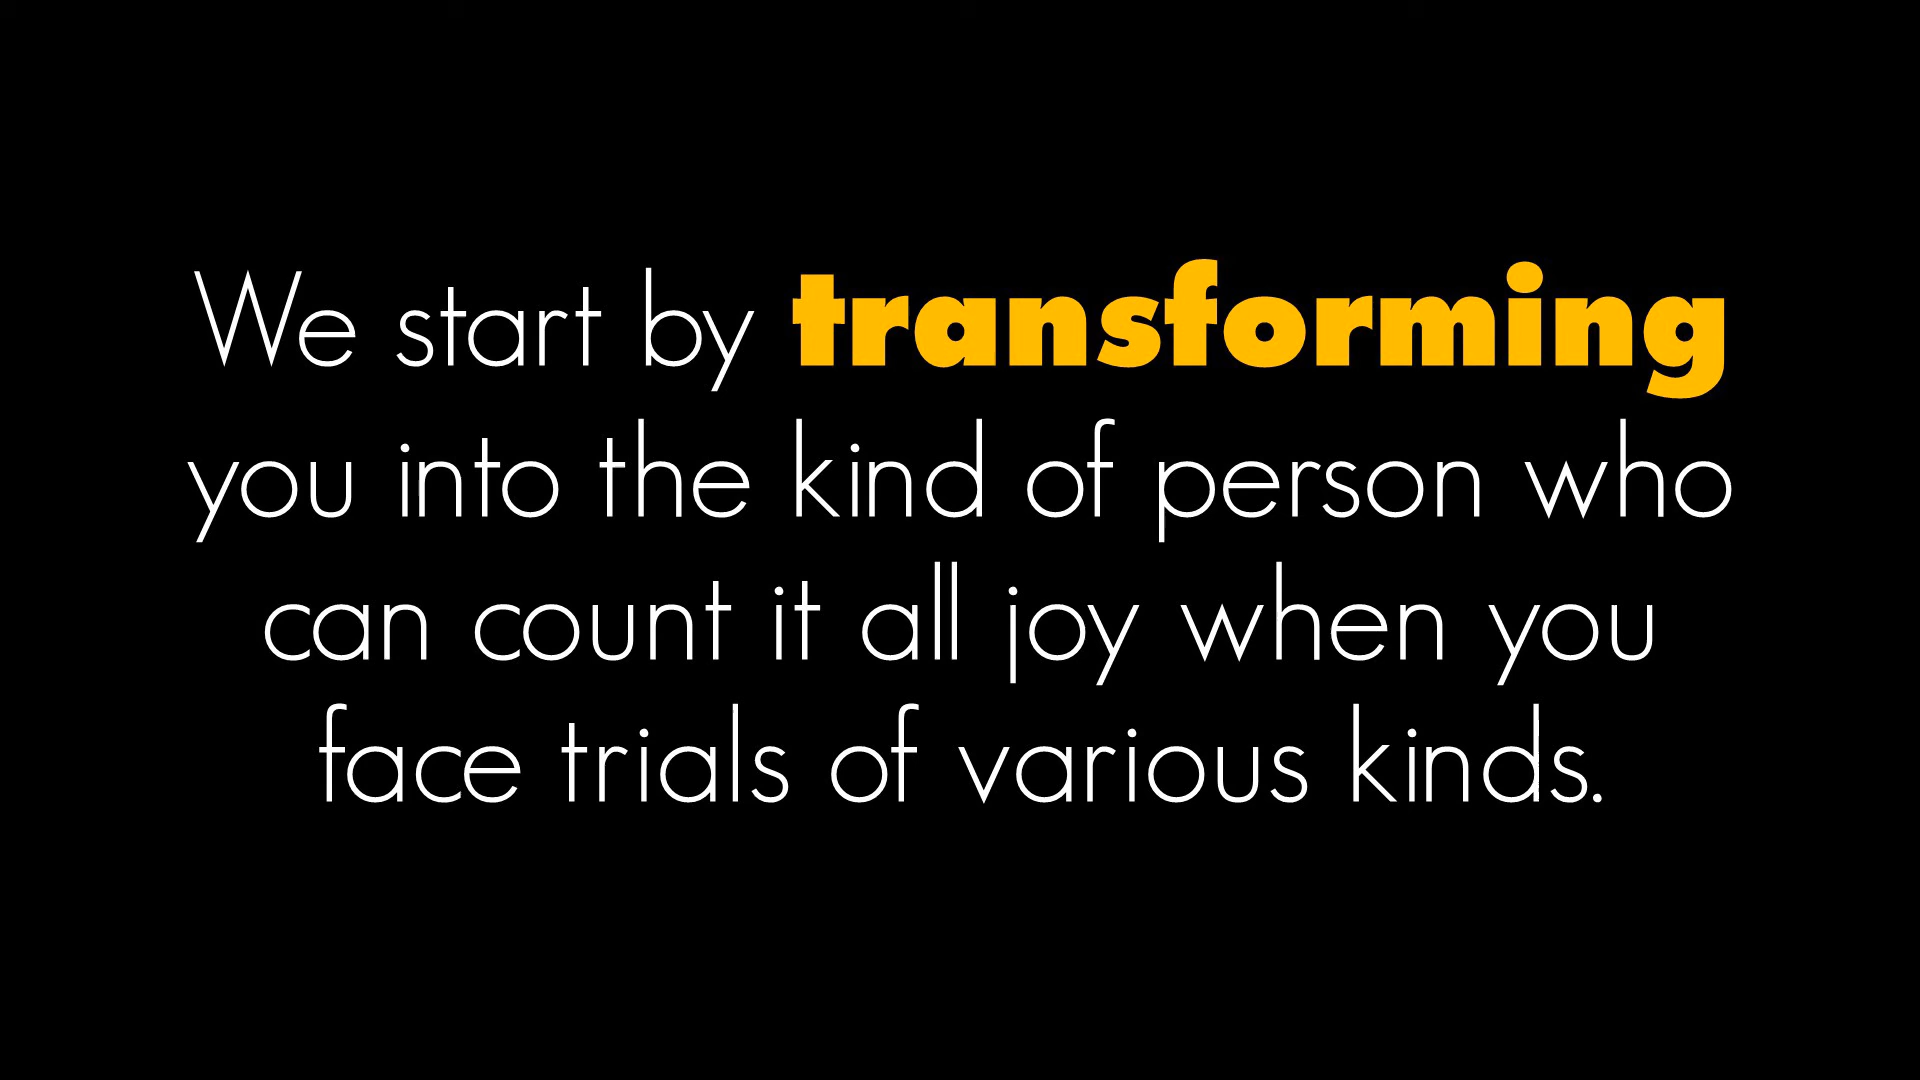 We start by transforming
you into the kind of person who
can count it all joy when you
face trials of various kinds.